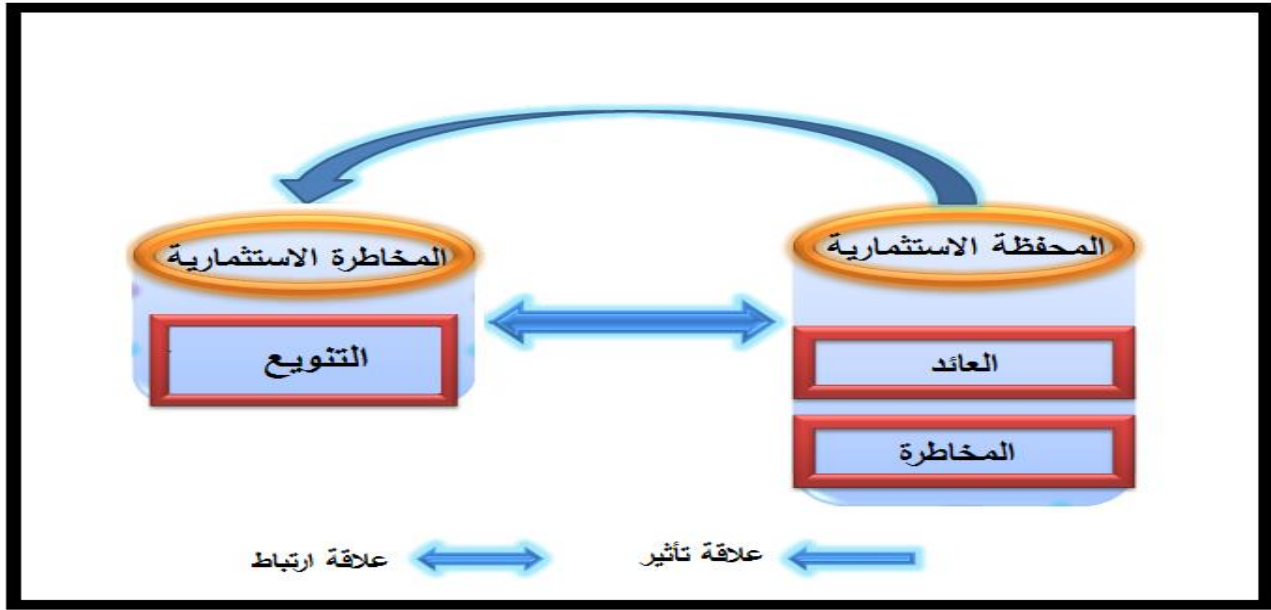 المحفظة الاستثمارية
العائد
المخاطرة
المخاطرة الاستثمارية
التنويع
علاقة تأثير
علاقة ارتباط